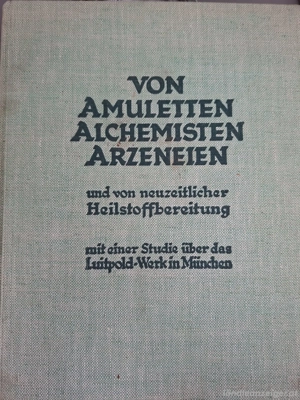 VON
AMULETTEN
ALCHEMISTEN
ARZENEIEN
und von neuzeitlicher
Heilstoffbereitung
mit einer Studie über das
Luitpold-Werk in München